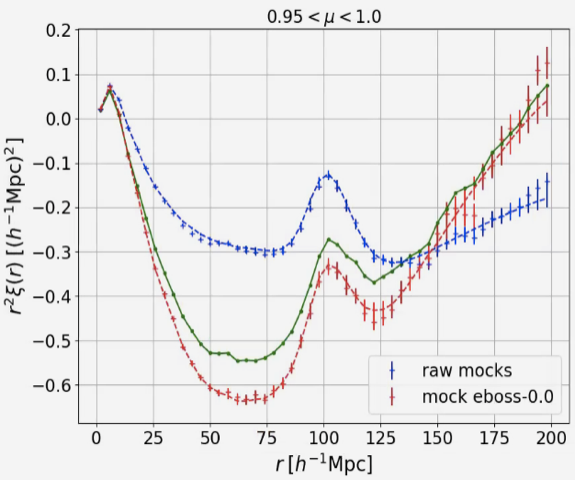 0.95 < μ < 1.0
r²ξ(r) [(h⁻¹Mpc)²]
0.2
0.1
0.0
−0.1
−0.2
−0.3
−0.4
−0.5
−0.6
raw mocks
mock eboss-0.0
0 25 50 75 100 125 150 175 200
r [h⁻¹Mpc]